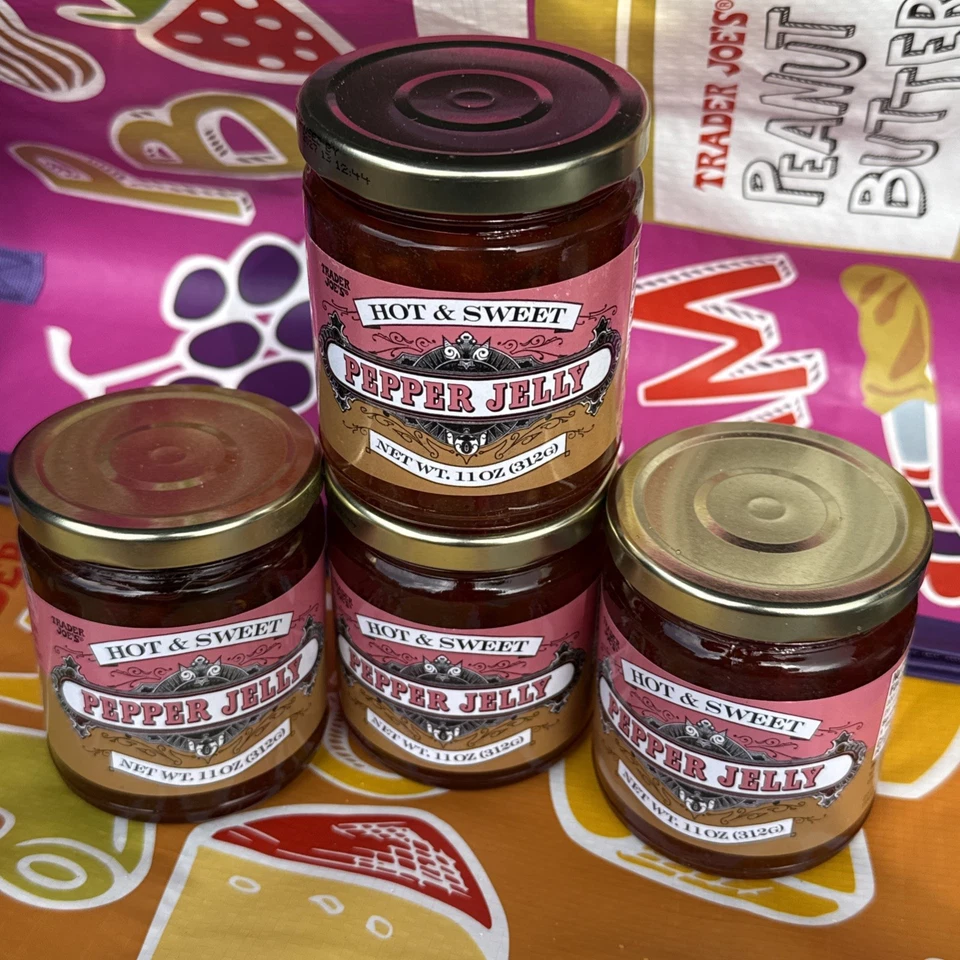 TRADER JOE'S®
PEANUT
BUTTER
12:44
TRADER
JOE'S®
HOT & SWEET
PEPPER JELLY
NET WT. 11 OZ (312G)
TRADER
JOE'S®
HOT & SWEET
PEPPER JELLY
NET WT. 11 OZ (312G)
HOT & SWEET
PEPPER JELLY
NET WT. 11 OZ (312G)
HOT & SWEET
PEPPER JELLY
NET WT. 11 OZ (312G)